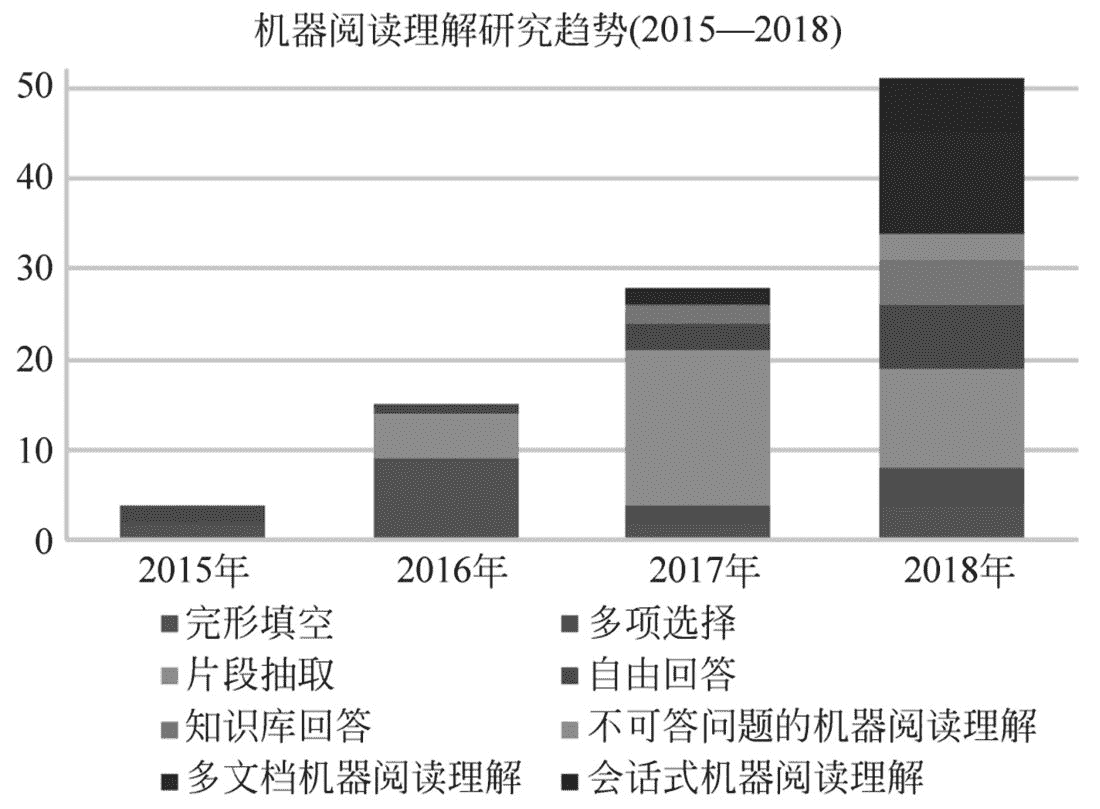 机器阅读理解研究趋势(2015—2018)
50
40
30
20
10
0
2015年 2016年 2017年 2018年
完形填空 多项选择
片段抽取 自由回答
知识库回答 不可答问题的机器阅读理解
多文档机器阅读理解 会话式机器阅读理解